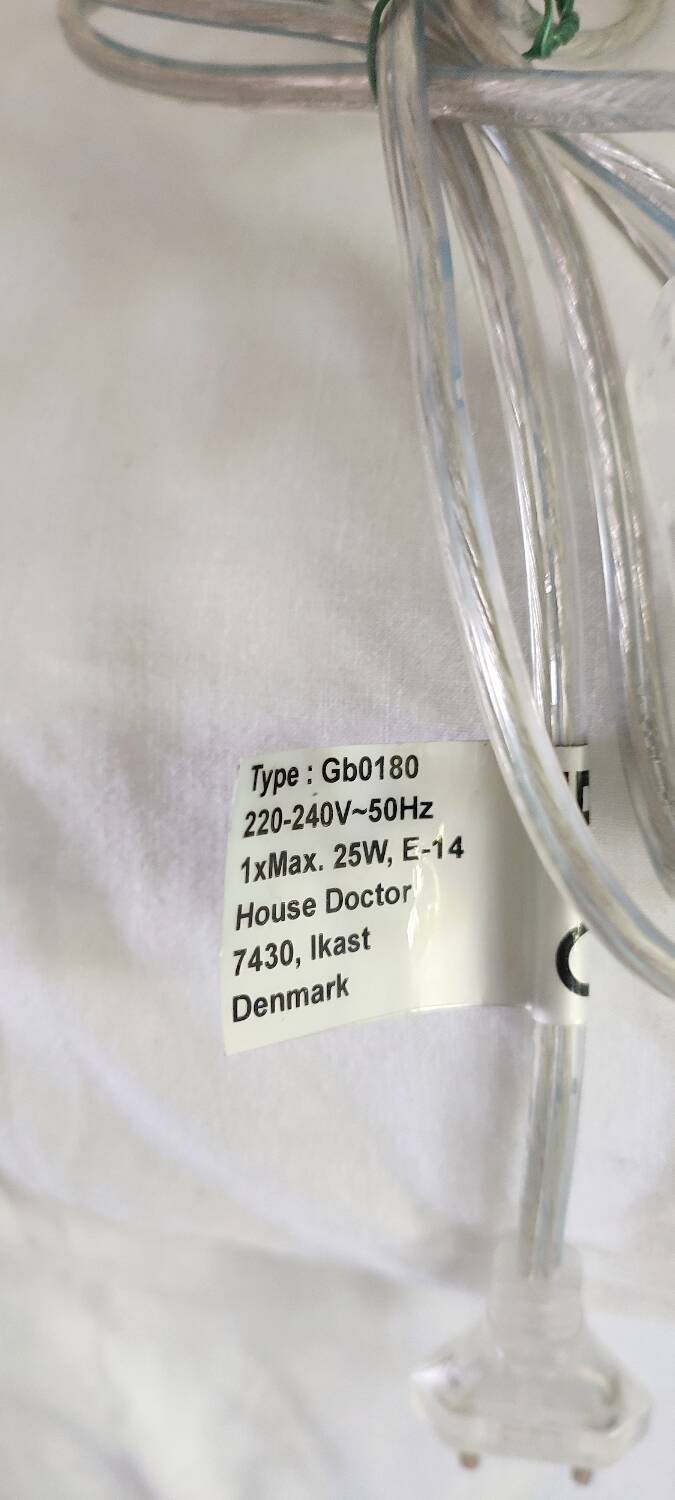 Type : Gb0180
220-240V~50Hz
1xMax. 25W, E-14
House Doctor
7430, Ikast
Denmark